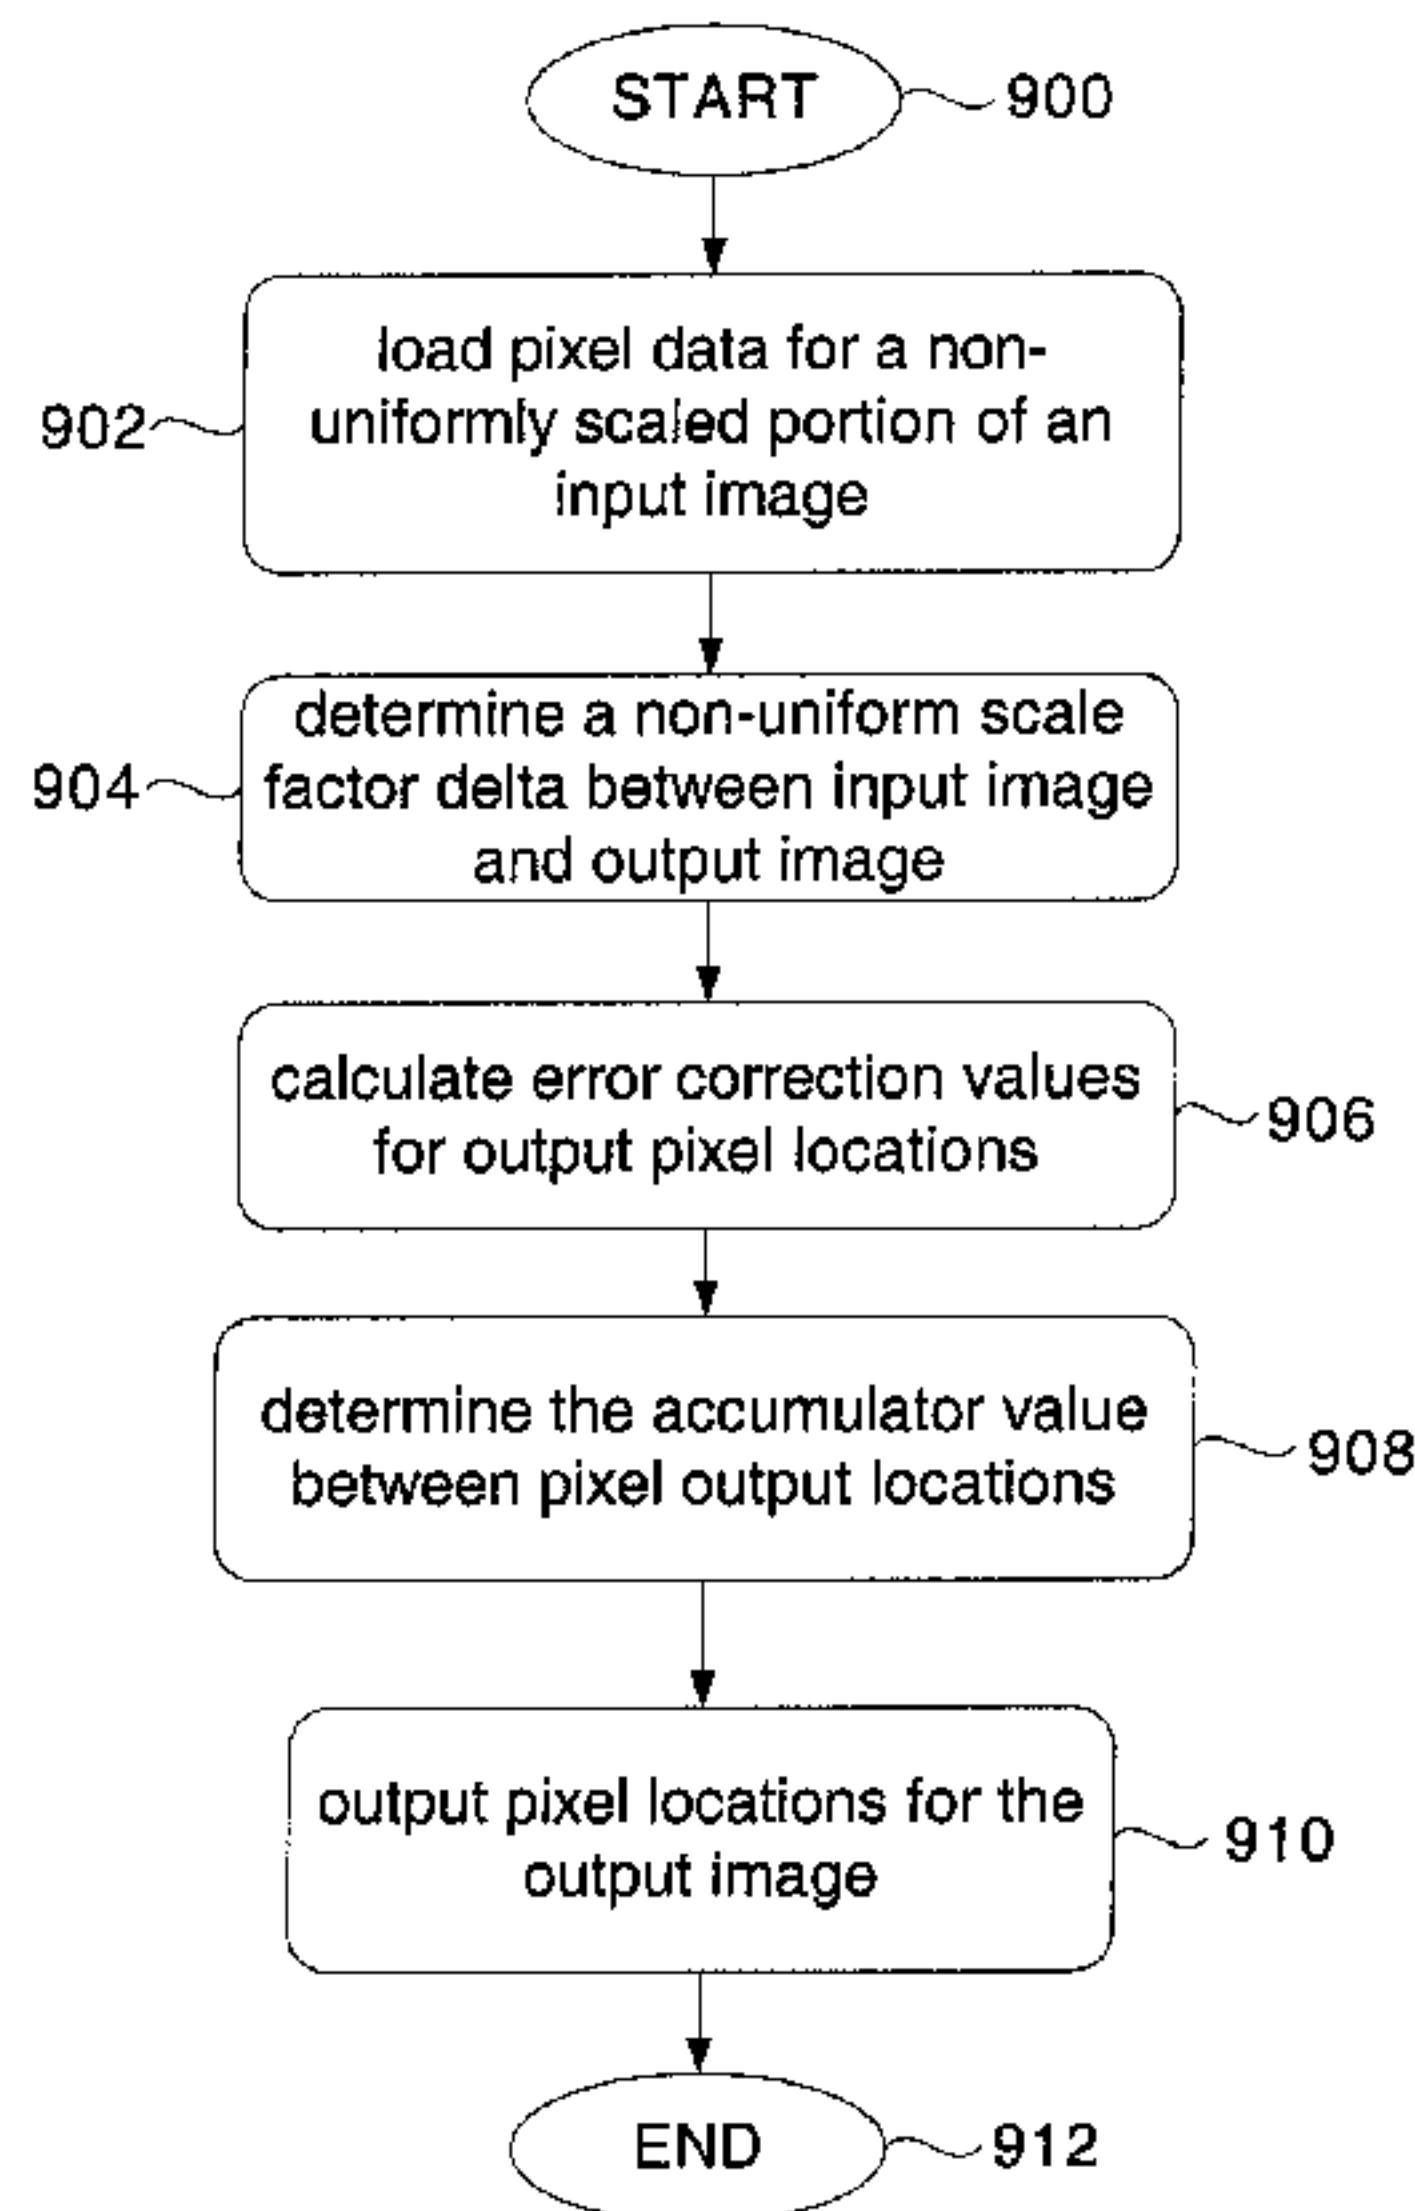 START
900
load pixel data for a non-
uniformly scaled portion of an
input image
902
determine a non-uniform scale
factor delta between input image
and output image
904
calculate error correction values
for output pixel locations
906
determine the accumulator value
between pixel output locations
908
output pixel locations for the
output image
910
END
912